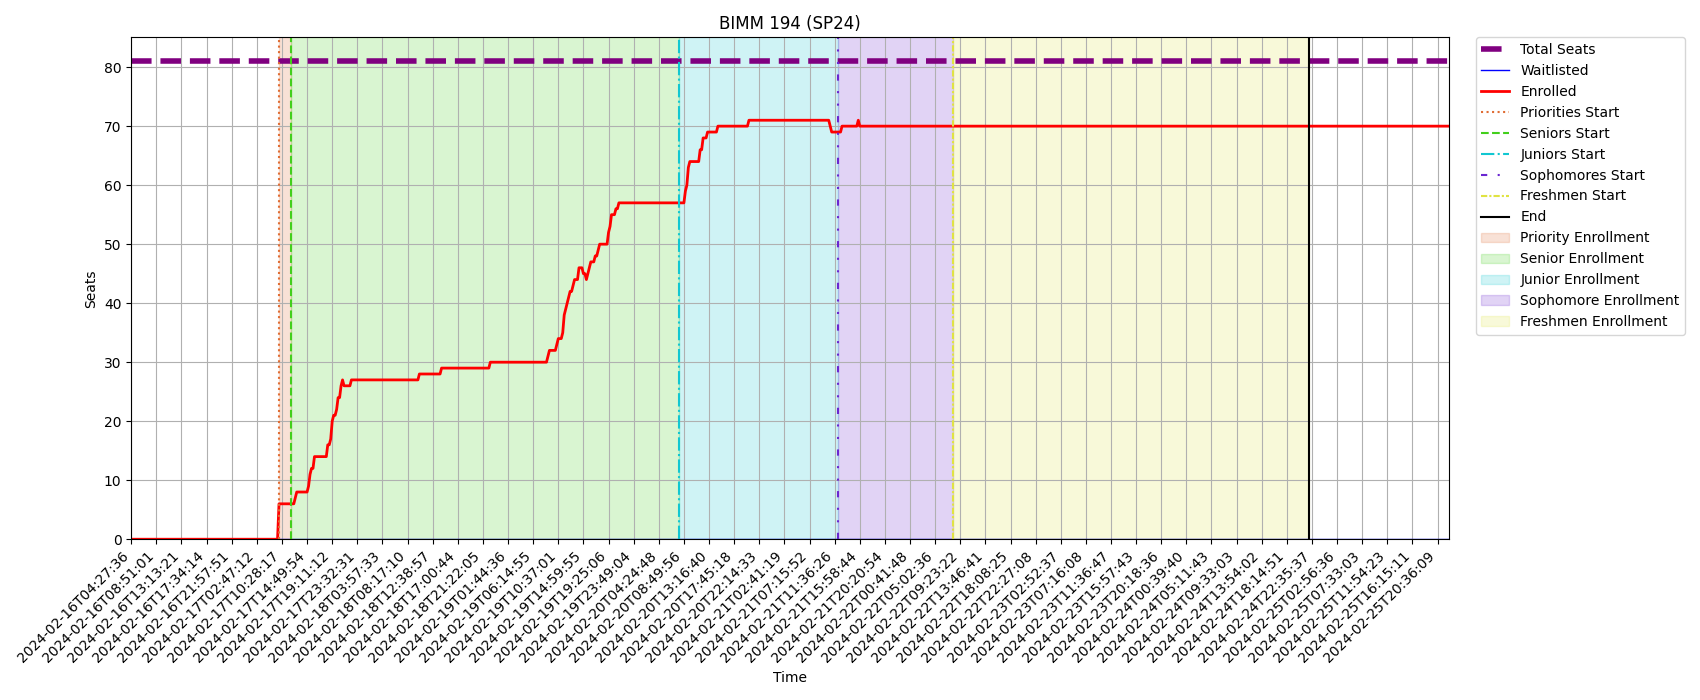 BIMM 194 (SP24)
Seats
80
70
60
50
40
30
20
10
0
2024-02-16T04:27:36
2024-02-16T08:51:01
2024-02-16T13:13:21
2024-02-16T17:34:14
2024-02-16T21:57:51
2024-02-17T02:47:12
2024-02-17T10:28:17
2024-02-17T14:49:54
2024-02-17T19:11:12
2024-02-17T23:32:31
2024-02-18T03:57:33
2024-02-18T08:17:10
2024-02-18T12:38:57
2024-02-18T17:00:44
2024-02-18T21:22:05
2024-02-19T01:44:36
2024-02-19T06:14:55
2024-02-19T10:37:01
2024-02-19T14:59:55
2024-02-19T19:25:06
2024-02-19T23:49:04
2024-02-20T04:24:48
2024-02-20T08:49:56
2024-02-20T13:16:40
2024-02-20T17:45:18
2024-02-20T22:14:33
2024-02-21T02:41:19
2024-02-21T07:15:52
2024-02-21T11:36:26
2024-02-21T15:58:44
2024-02-21T20:20:54
2024-02-22T00:41:48
2024-02-22T05:02:36
2024-02-22T09:23:22
2024-02-22T13:46:41
2024-02-22T18:08:25
2024-02-22T22:27:08
2024-02-23T02:52:37
2024-02-23T07:16:08
2024-02-23T11:36:47
2024-02-23T15:57:43
2024-02-23T20:18:36
2024-02-24T00:39:40
2024-02-24T05:11:43
2024-02-24T09:33:03
2024-02-24T13:54:02
2024-02-24T18:14:51
2024-02-24T22:35:37
2024-02-25T02:56:36
2024-02-25T07:33:03
2024-02-25T11:54:23
2024-02-25T16:15:11
2024-02-25T20:36:09
Time
Total Seats
Waitlisted
Enrolled
Priorities Start
Seniors Start
Juniors Start
Sophomores Start
Freshmen Start
End
Priority Enrollment
Senior Enrollment
Junior Enrollment
Sophomore Enrollment
Freshmen Enrollment